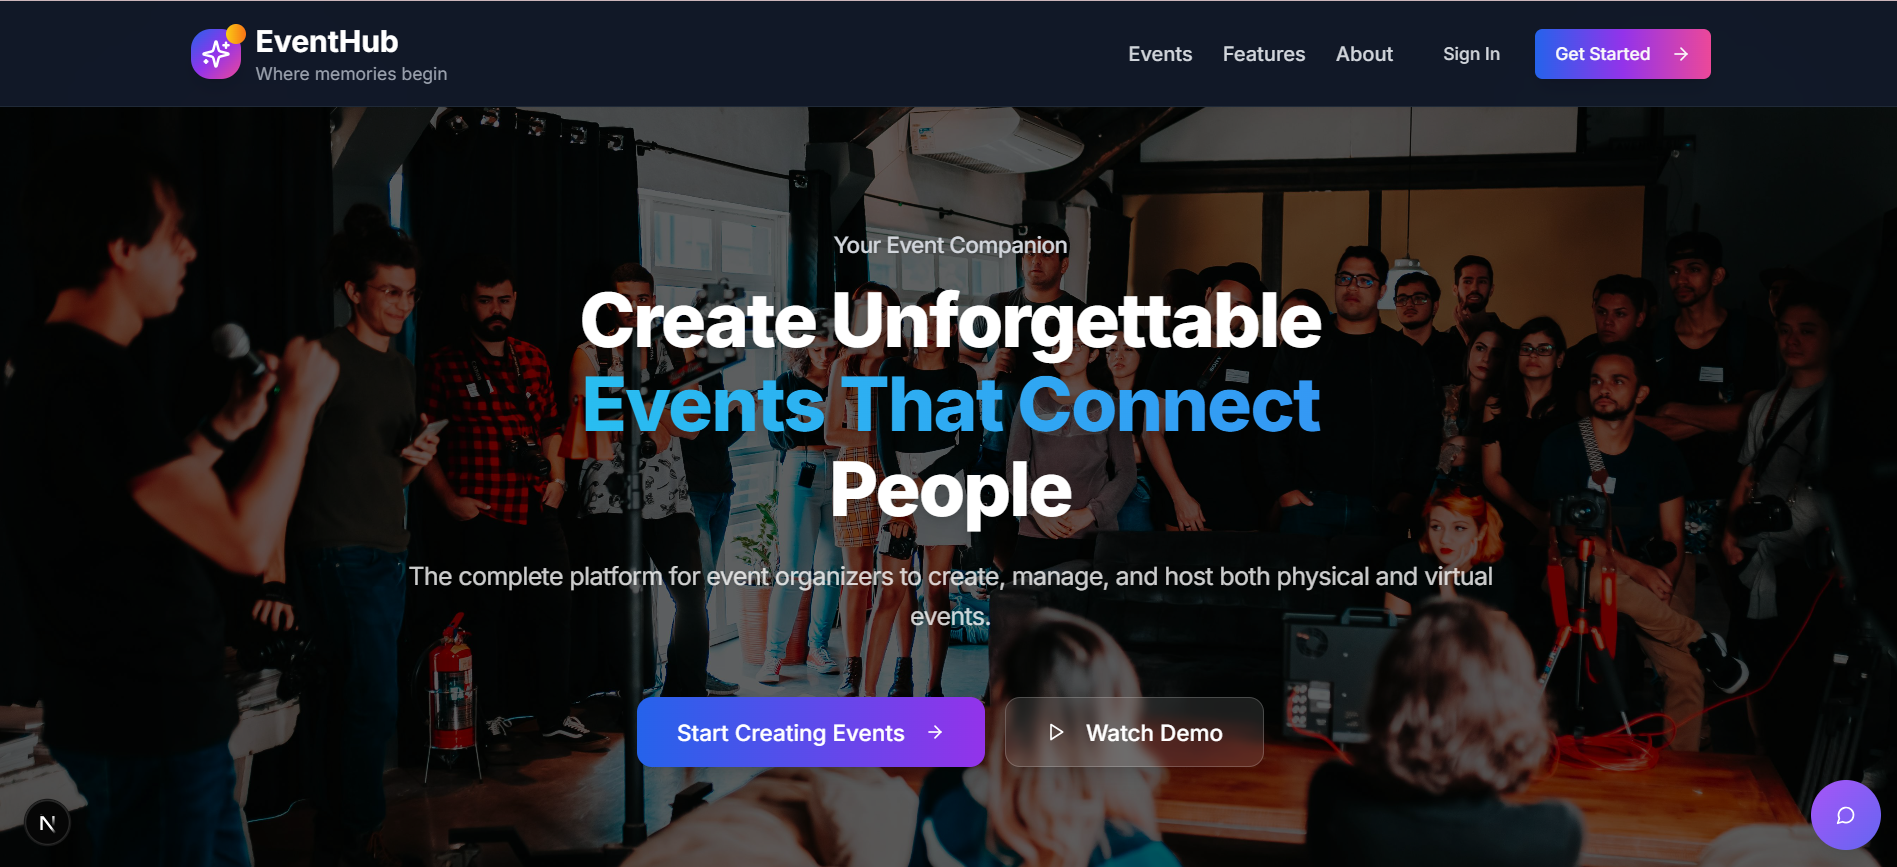 EventHub
Where memories begin
Events
Features
About
Sign In
Get Started
Your Event Companion
Create Unforgettable
Events That Connect
People
The complete platform for event organizers to create, manage, and host both physical and virtual
events.
Start Creating Events
Watch Demo
N